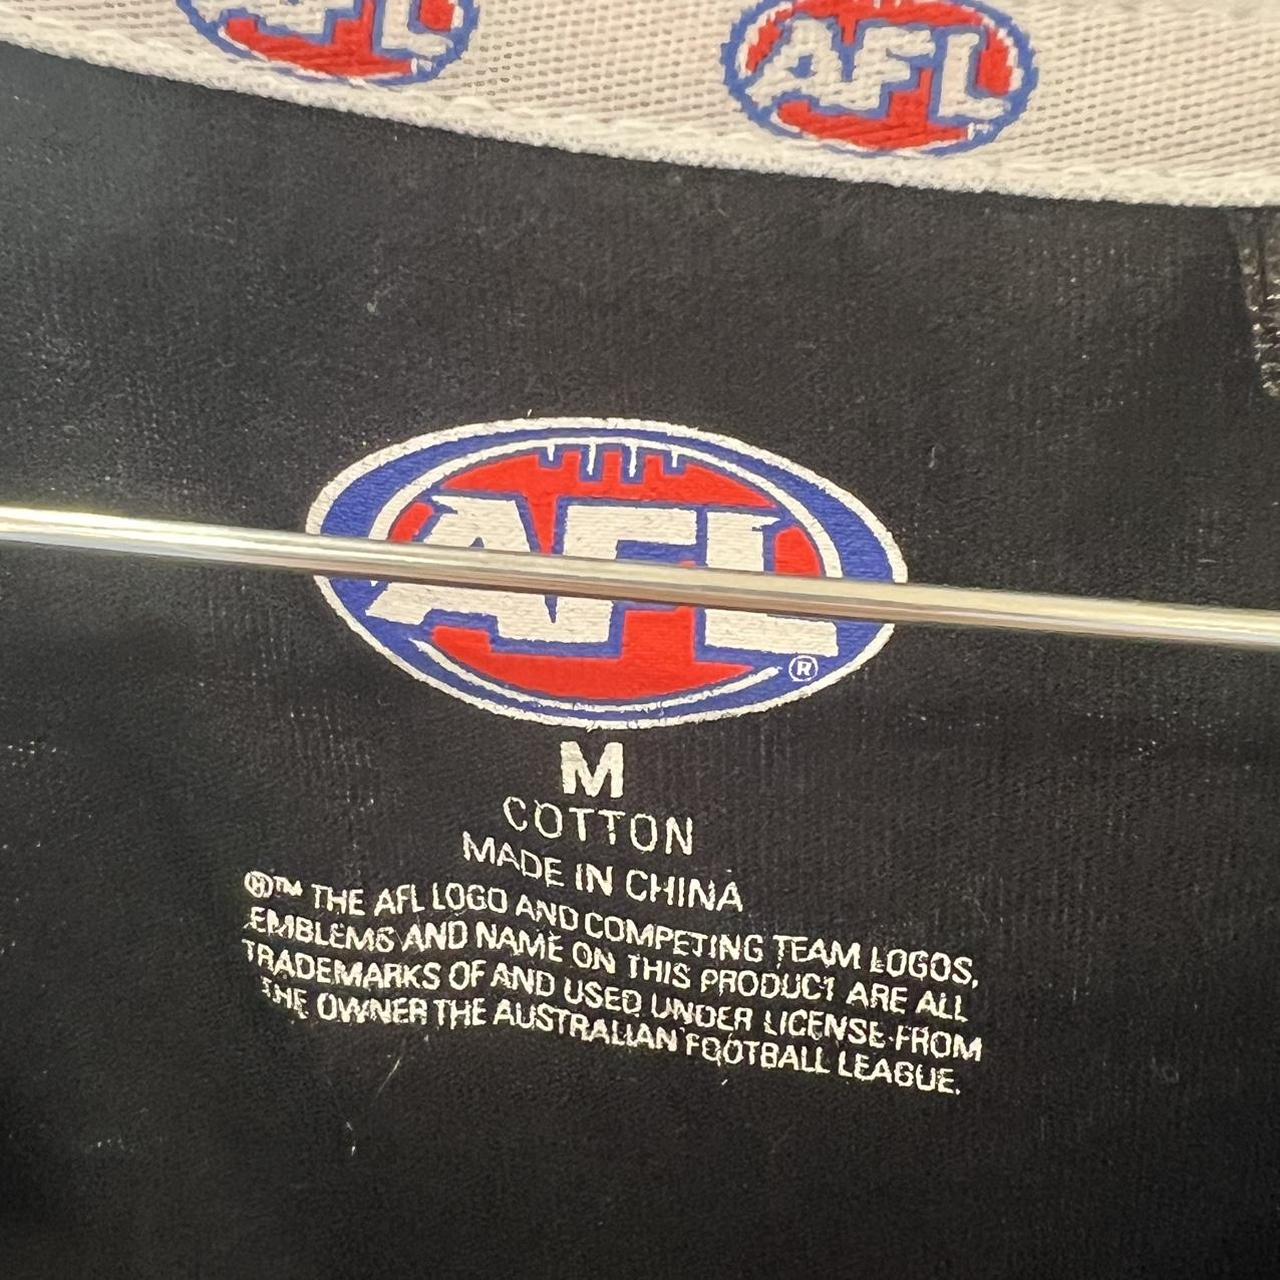 AFL AFL
AFL
®
M
COTTON
MADE IN CHINA
®™ THE AFL LOGO AND COMPETING TEAM LOGOS,
EMBLEMS AND NAME ON THIS PRODUCT ARE ALL
TRADEMARKS OF AND USED UNDER LICENSE FROM
THE OWNER THE AUSTRALIAN FOOTBALL LEAGUE.